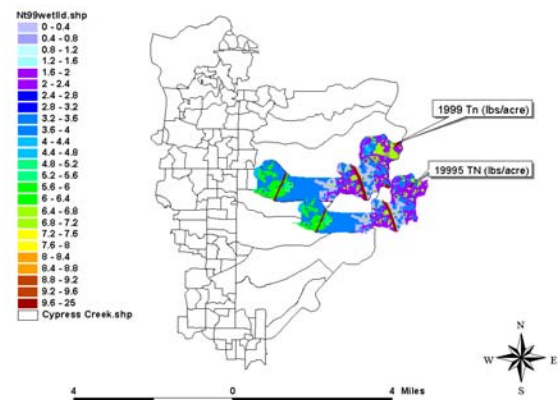 Nt99wetlld.shp
0 - 0.4
0.4 - 0.8
0.8 - 1.2
1.2 - 1.6
1.6 - 2
2 - 2.4
2.4 - 2.8
2.8 - 3.2
3.2 - 3.6
3.6 - 4
4 - 4.4
4.4 - 4.8
4.8 - 5.2
5.2 - 5.6
5.6 - 6
6 - 6.4
6.4 - 6.8
6.8 - 7.2
7.2 - 7.6
7.6 - 8
8 - 8.4
8.4 - 8.8
8.8 - 9.2
9.2 - 9.6
9.6 - 25
Cypress Creek.shp
1999 Tn (lbs/acre)
19995 TN (lbs/acre)
N
W E
S
4 0 4 Miles